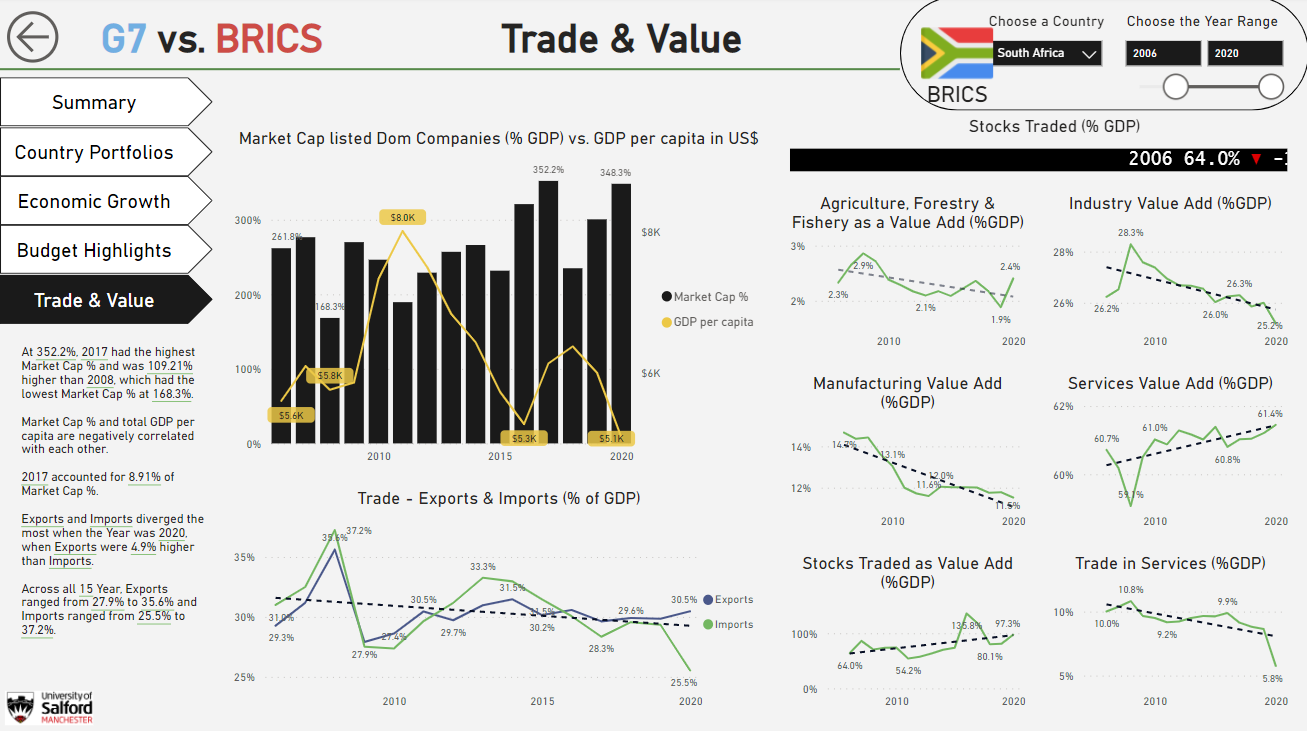 G7 vs. BRICS
Trade & Value
Choose a Country
Choose the Year Range
South Africa
2006
2020
BRICS
Summary
Country Portfolios
Economic Growth
Budget Highlights
Trade & Value
At 352.2%, 2017 had the highest
Market Cap % and was 109.21%
higher than 2008, which had the
lowest Market Cap % at 168.3%.
Market Cap % and total GDP per
capita are negatively correlated
with each other.
2017 accounted for 8.91% of
Market Cap %.
Exports and Imports diverged the
most when the Year was 2020,
when Exports were 4.9% higher
than Imports.
Across all 15 Year, Exports
ranged from 27.9% to 35.6% and
Imports ranged from 25.5% to
37.2%.
University of
Salford
MANCHESTER
Market Cap listed Dom Companies (% GDP) vs. GDP per capita in US$
352.2%
348.3%
300%
261.8%
$8.0K
$8K
200%
168.3%
Market Cap %
GDP per capita
100%
$5.8K
$6K
$5.6K
0%
$5.3K
$5.1K
2010
2015
2020
Trade - Exports & Imports (% of GDP)
35%
35.6%
37.2%
33.3%
31.5%
30%
31.0%
29.3%
30.5%
31.5%
29.6%
30.5%
27.4%
29.7%
30.2%
27.9%
28.3%
25%
25.5%
Exports
Imports
2010
2015
2020
Stocks Traded (% GDP)
2006 64.0% ▼
Agriculture, Forestry &
Fishery as a Value Add (%GDP)
3%
2.9%
2.4%
2.3%
2%
2.1%
1.9%
2010
2020
Industry Value Add (%GDP)
28.3%
28%
26.3%
26%
26.2%
26.0%
25.2%
2010
2020
Manufacturing Value Add
(%GDP)
14%
14.7%
13.1%
12.0%
12%
11.6%
11.5%
2010
2020
Services Value Add (%GDP)
62%
61.4%
61.0%
60.7%
60.8%
60%
59.1%
2010
2020
Stocks Traded as Value Add
(%GDP)
135.8%
97.3%
100%
64.0%
54.2%
80.1%
0%
2010
2020
Trade in Services (%GDP)
10.8%
10%
10.0%
9.2%
9.9%
5%
5.8%
2010
2020